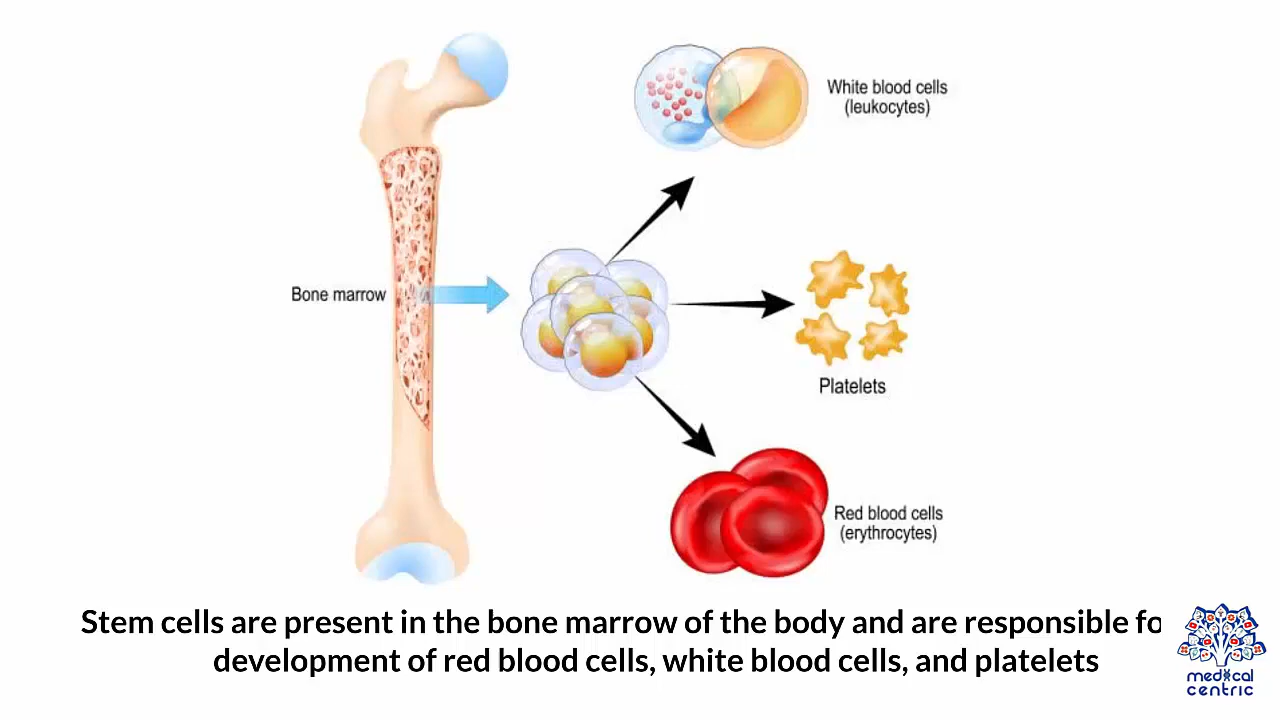 White blood cells
(leukocytes)
Bone marrow
Platelets
Red blood cells
(erythrocytes)
Stem cells are present in the bone marrow of the body and are responsible fo
development of red blood cells, white blood cells, and platelets
medical
centric